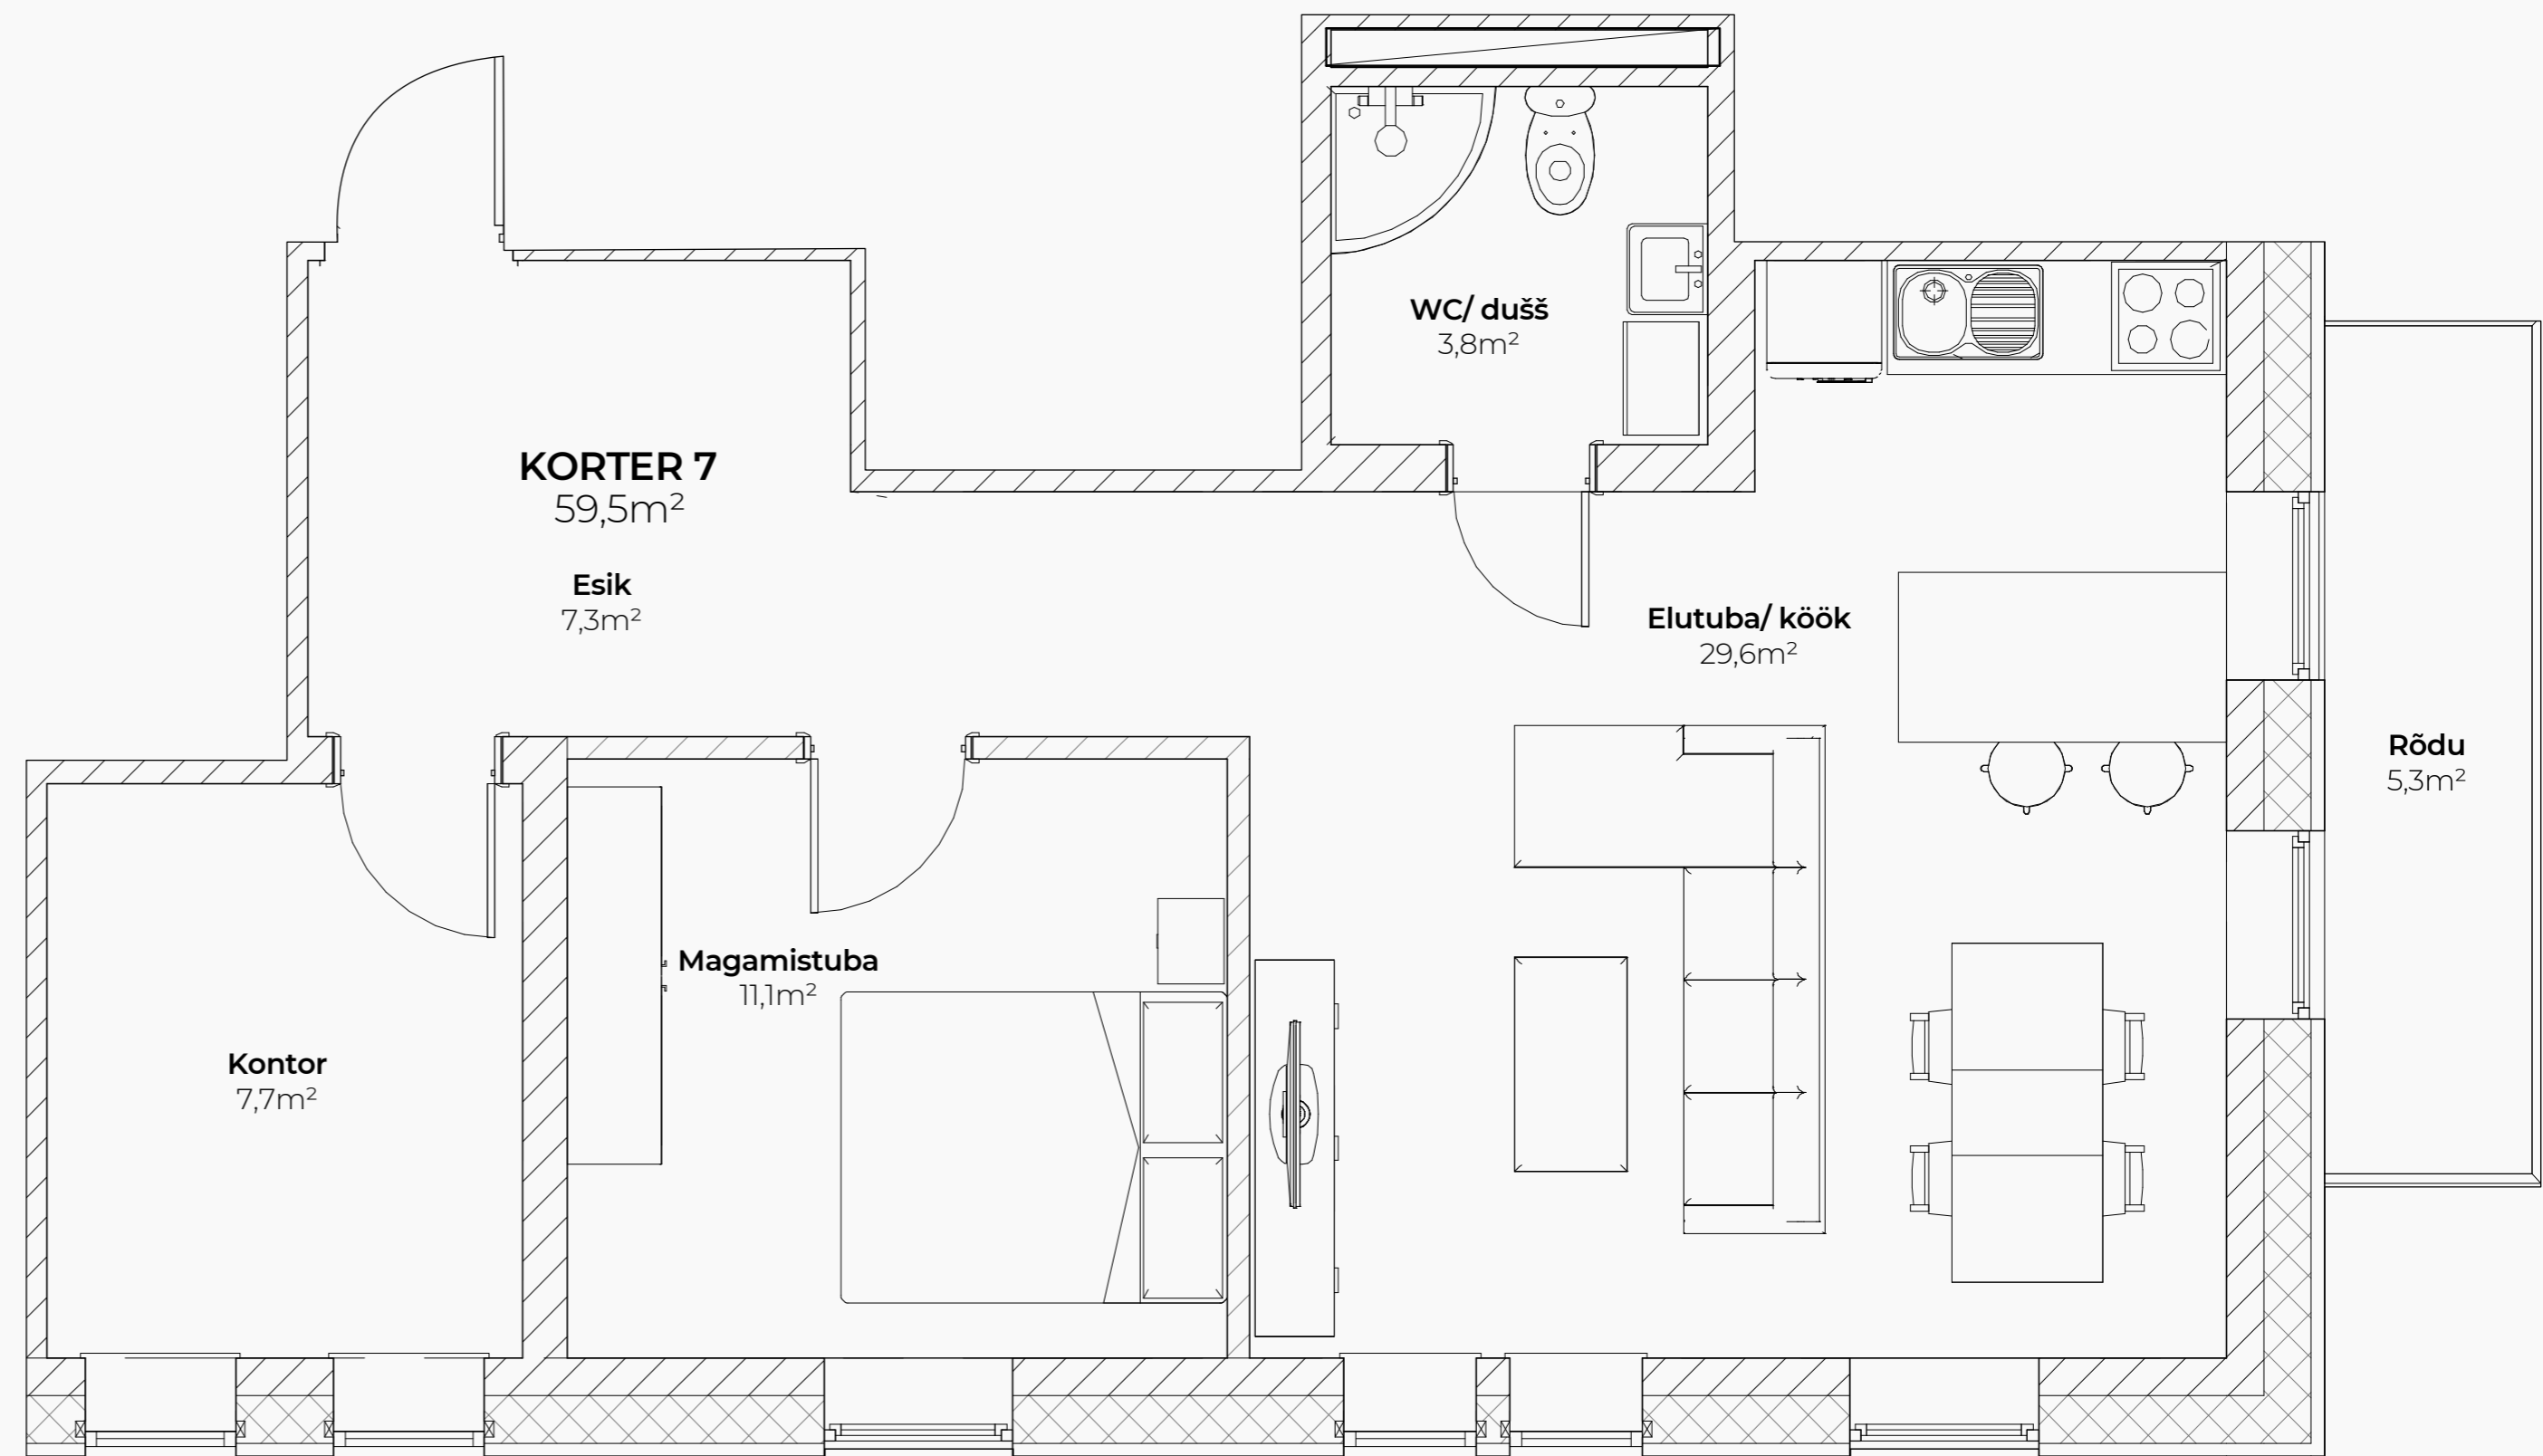 WC/ dušš
3,8m²
KORTER 7
59,5m²
Esik
7,3m²
Elutuba/ köök
29,6m²
Rõdu
5,3m²
Magamistuba
11,1m²
Kontor
7,7m²